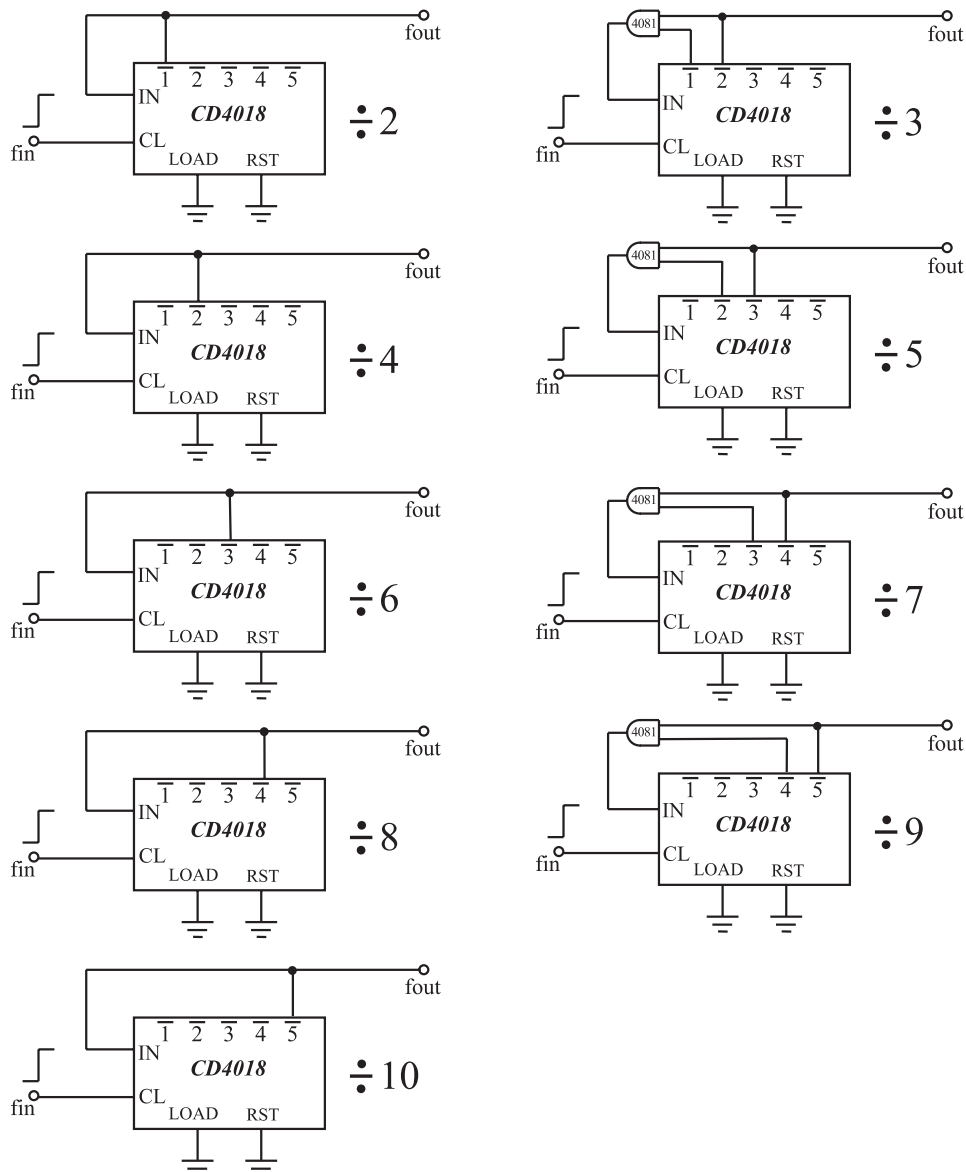 fout
1 2 3 4 5
IN
CD4018
÷2
CL
fin
LOAD RST
4081
fout
1 2 3 4 5
IN
CD4018
÷3
CL
fin
LOAD RST
fout
1 2 3 4 5
IN
CD4018
÷4
CL
fin
LOAD RST
4081
fout
1 2 3 4 5
IN
CD4018
÷5
CL
fin
LOAD RST
fout
1 2 3 4 5
IN
CD4018
÷6
CL
fin
LOAD RST
4081
fout
1 2 3 4 5
IN
CD4018
÷7
CL
fin
LOAD RST
fout
1 2 3 4 5
IN
CD4018
÷8
CL
fin
LOAD RST
4081
fout
1 2 3 4 5
IN
CD4018
÷9
CL
fin
LOAD RST
fout
1 2 3 4 5
IN
CD4018
÷10
CL
fin
LOAD RST